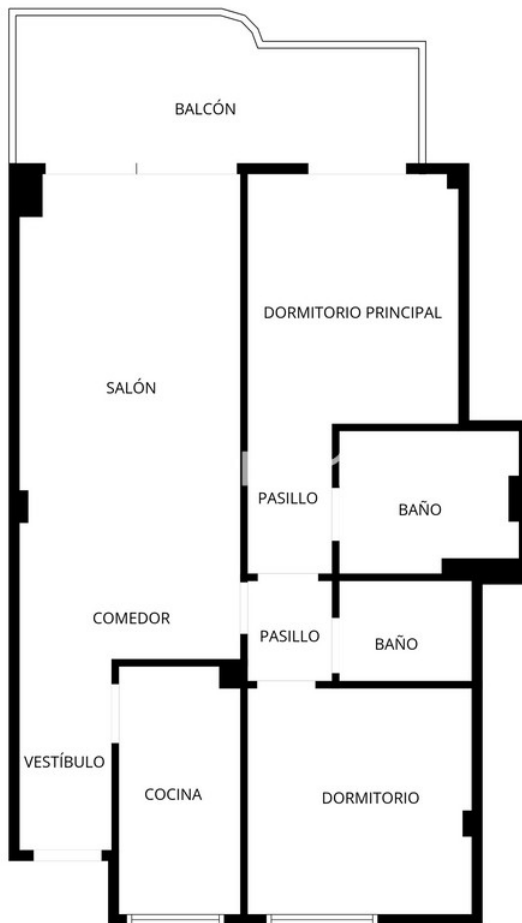 BALCÓN
DORMITORIO PRINCIPAL
SALÓN
PASILLO
BAÑO
COMEDOR
PASILLO
BAÑO
VESTÍBULO
COCINA
DORMITORIO